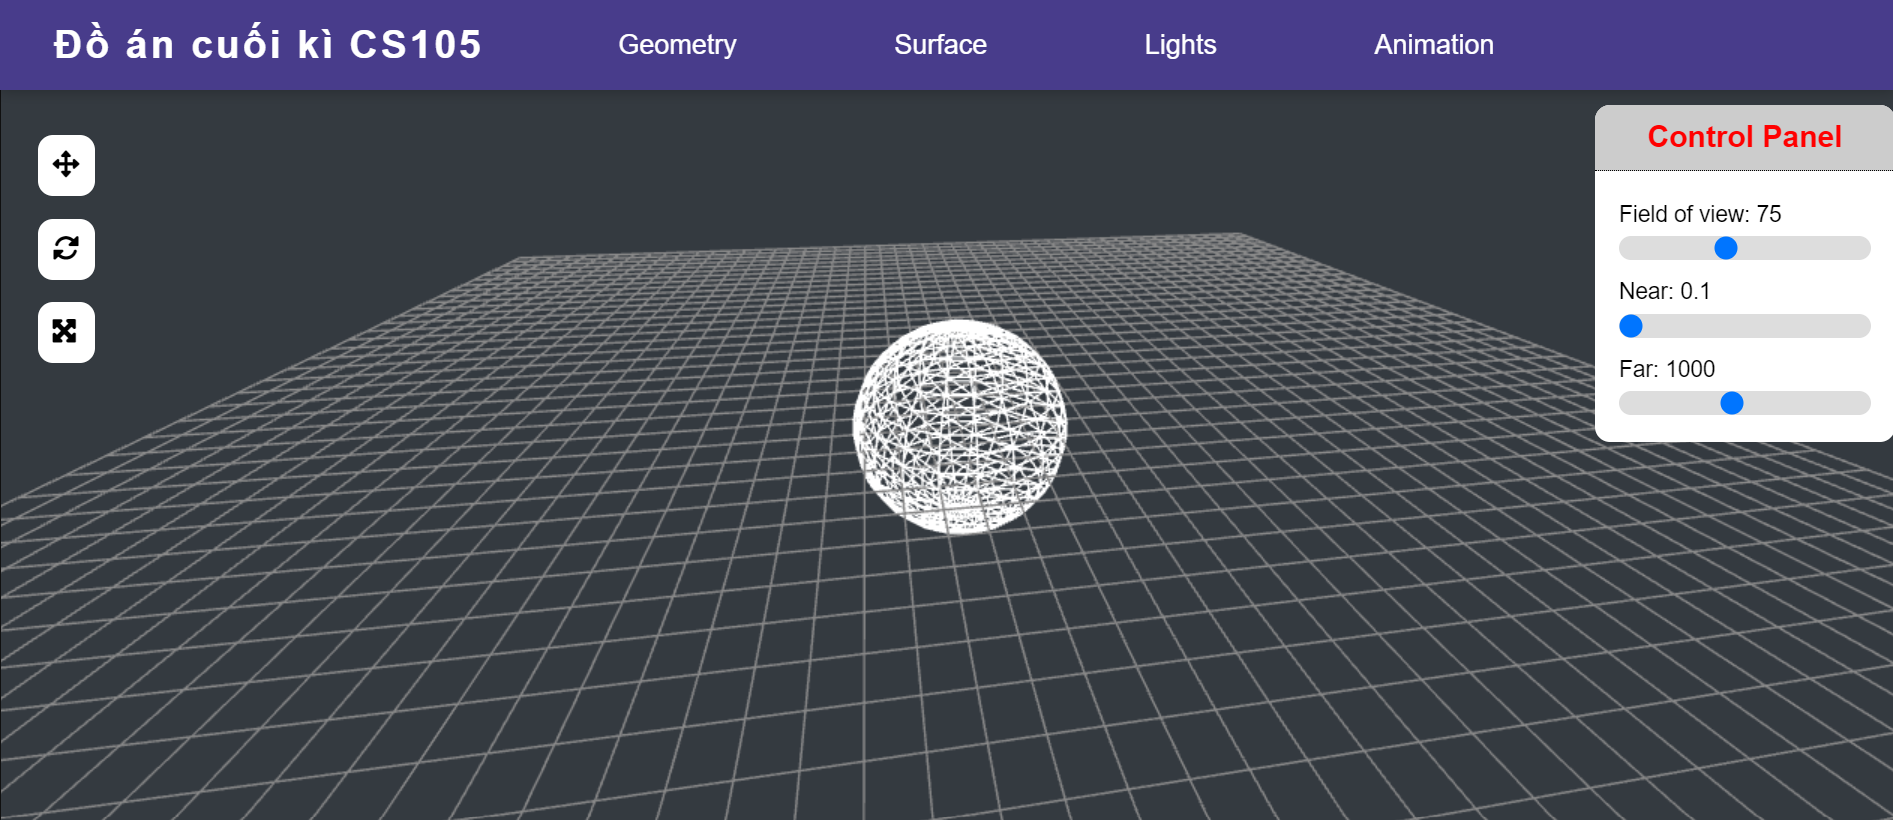 Đồ án cuối kì CS105
Geometry
Surface
Lights
Animation
Control Panel
Field of view: 75
Near: 0.1
Far: 1000